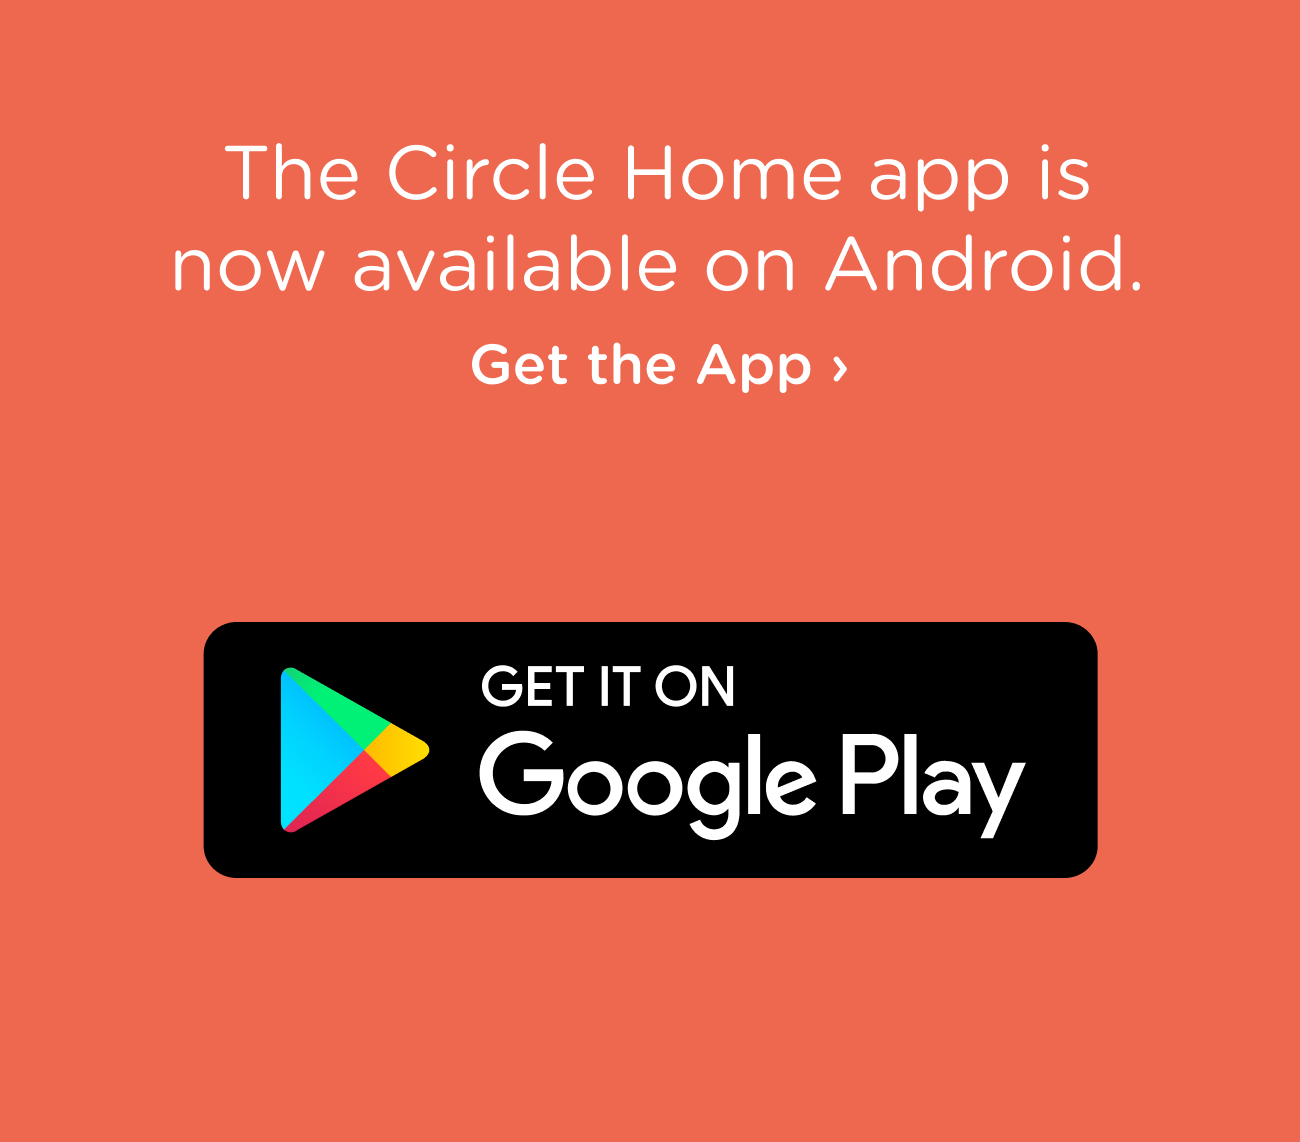 The Circle Home app is
now available on Android.
Get the App ›
GET IT ON
Google Play